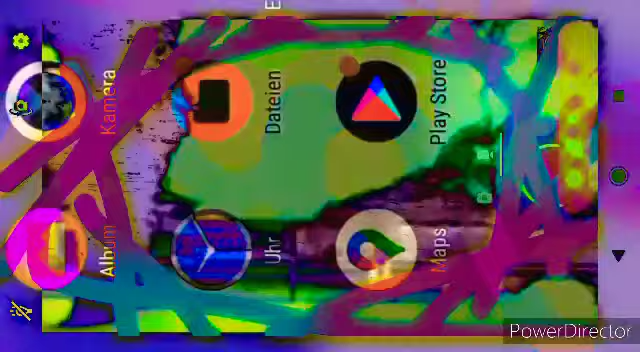 Kamera
Dateien
Play Store
Album
Uhr
Maps
PowerDirector